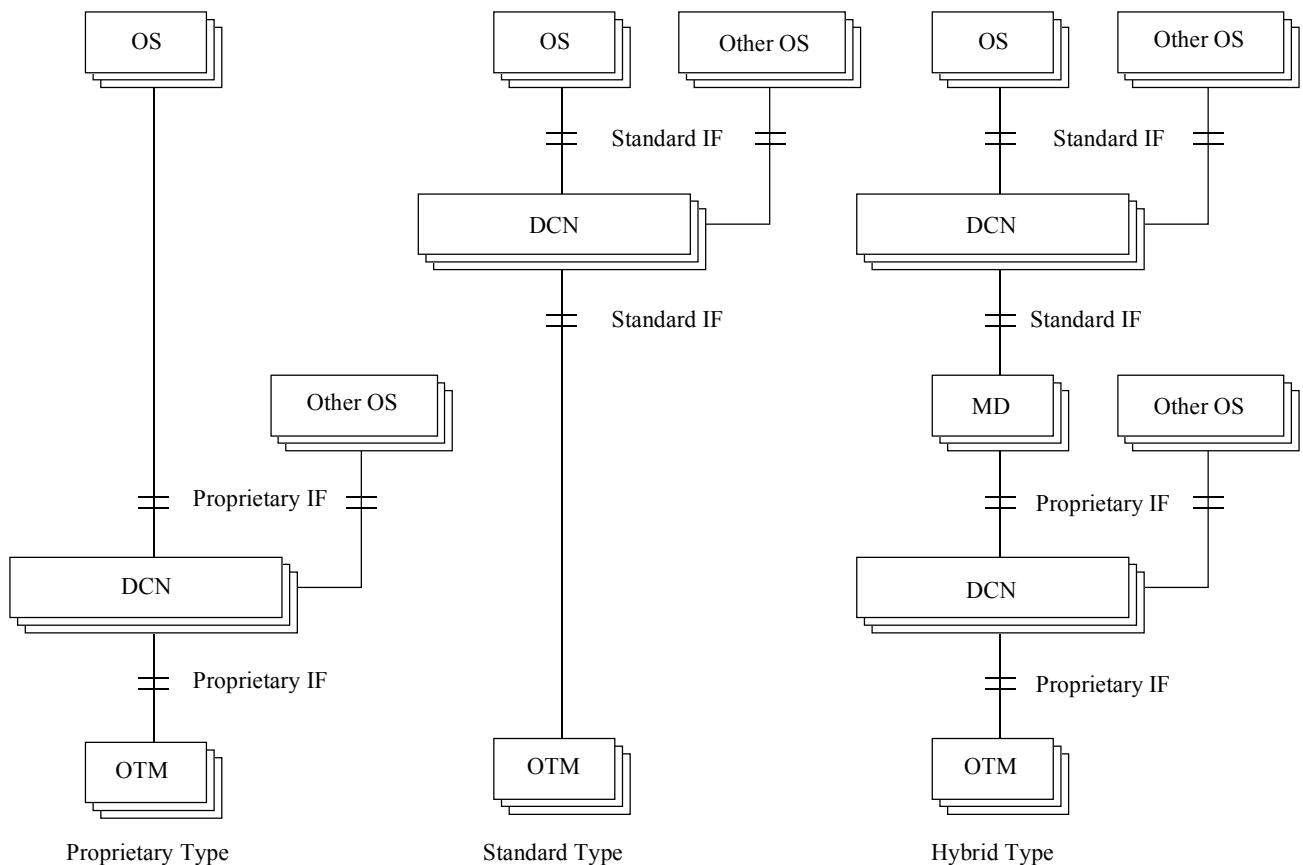 OS
OS
Other OS
OS
Other OS
Standard IF
Standard IF
DCN
DCN
Standard IF
Standard IF
Other OS
MD
Other OS
Proprietary IF
Proprietary IF
DCN
DCN
Proprietary IF
Proprietary IF
OTM
OTM
OTM
Proprietary Type
Standard Type
Hybrid Type